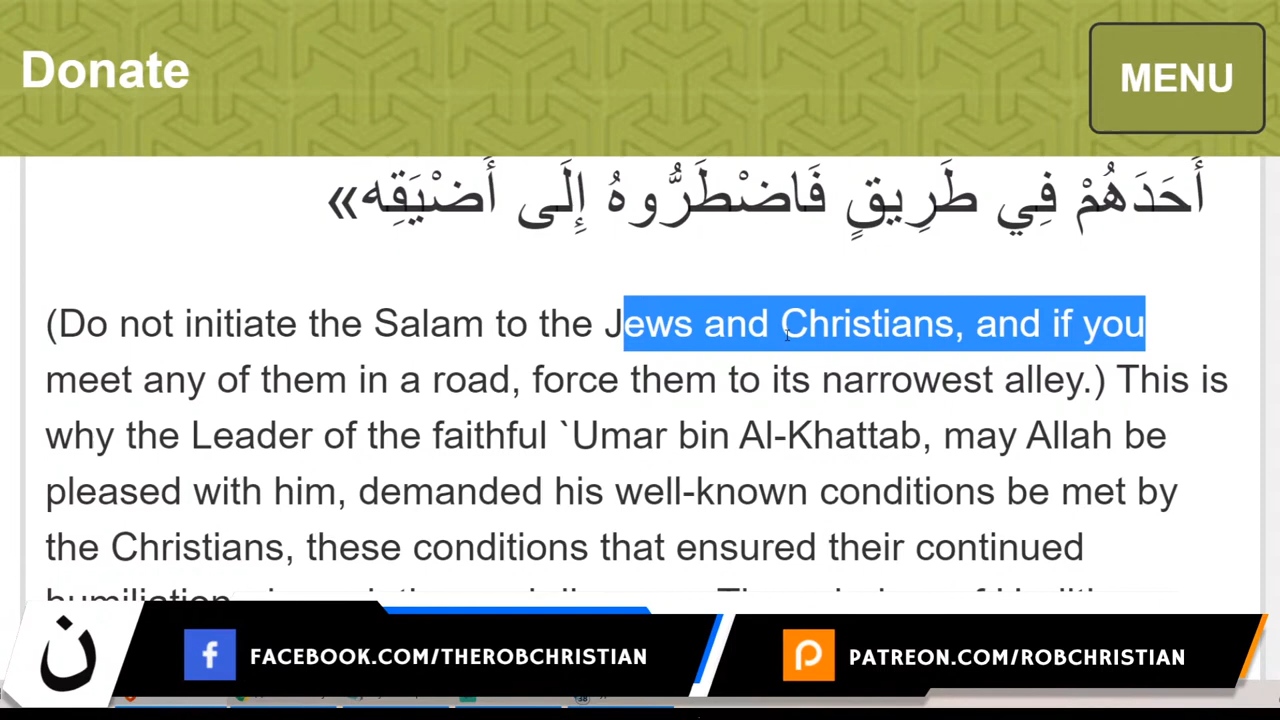 Donate
MENU
أَحَدَهُمْ فِي طَرِيقٍ فَاضْطَرُّوهُ إِلَى أَضْيَقِه»
(Do not initiate the Salam to the Jews and Christians, and if you
meet any of them in a road, force them to its narrowest alley.) This is
why the Leader of the faithful `Umar bin Al-Khattab, may Allah be
pleased with him, demanded his well-known conditions be met by
the Christians, these conditions that ensured their continued
humiliation
ن
f
FACEBOOK.COM/THEROBCHRISTIAN
PATREON.COM/ROBCHRISTIAN